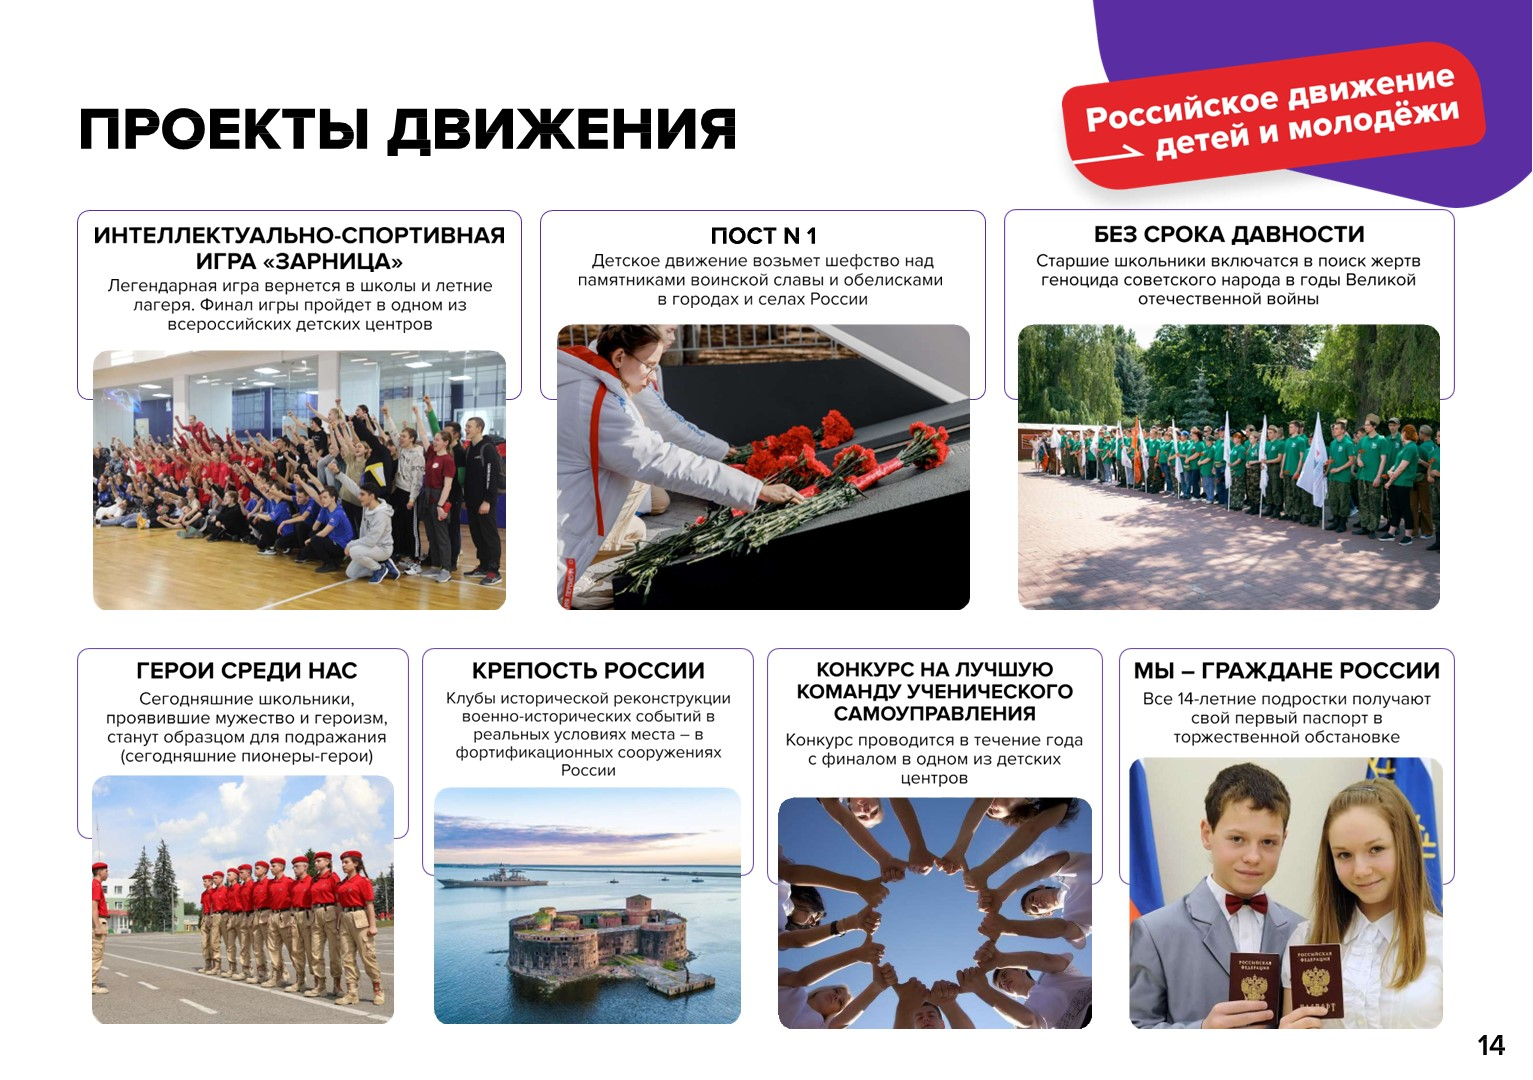 Российское движение
детей и молодёжи
ПРОЕКТЫ ДВИЖЕНИЯ
ИНТЕЛЛЕКТУАЛЬНО-СПОРТИВНАЯ
ИГРА «ЗАРНИЦА»
Легендарная игра вернется в школы и летние
лагеря. Финал игры пройдет в одном из
всероссийских детских центров
ПОСТ N 1
Детское движение возьмет шефство над
памятниками воинской славы и обелисками
в городах и селах России
БЕЗ СРОКА ДАВНОСТИ
Старшие школьники включатся в поиск жертв
геноцида советского народа в годы Великой
отечественной войны
ГЕРОИ СРЕДИ НАС
Сегодняшние школьники,
проявившие мужество и героизм,
станут образцом для подражания
(сегодняшние пионеры-герои)
КРЕПОСТЬ РОССИИ
Клубы исторической реконструкции
военно-исторических событий в
реальных условиях места – в
фортификационных сооружениях
России
КОНКУРС НА ЛУЧШУЮ
КОМАНДУ УЧЕНИЧЕСКОГО
САМОУПРАВЛЕНИЯ
Конкурс проводится в течение года
с финалом в одном из детских
центров
МЫ – ГРАЖДАНЕ РОССИИ
Все 14-летние подростки получают
свой первый паспорт в
торжественной обстановке
РОССИЙСКАЯ
ФЕДЕРАЦИЯ
РОССИЙСКАЯ
ФЕДЕРАЦИЯ
ПАСПОРТ
14